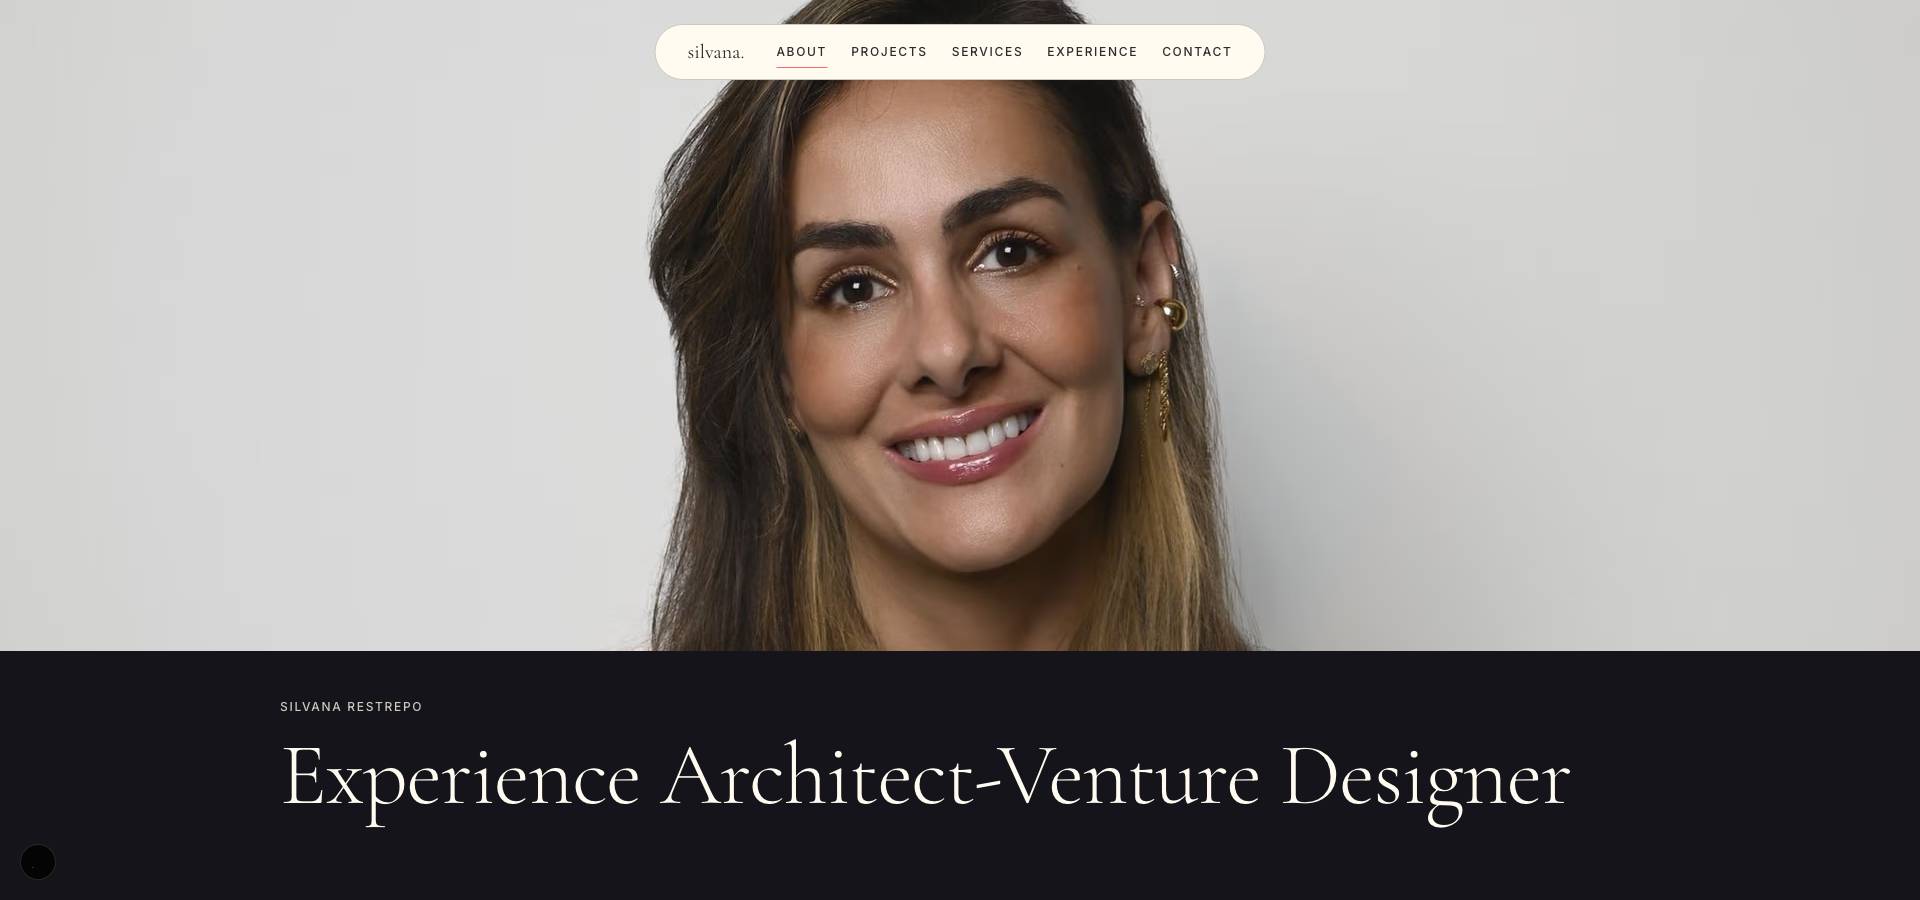 silvana. ABOUT PROJECTS SERVICES EXPERIENCE CONTACT
SILVANA RESTREPO
Experience Architect-Venture Designer